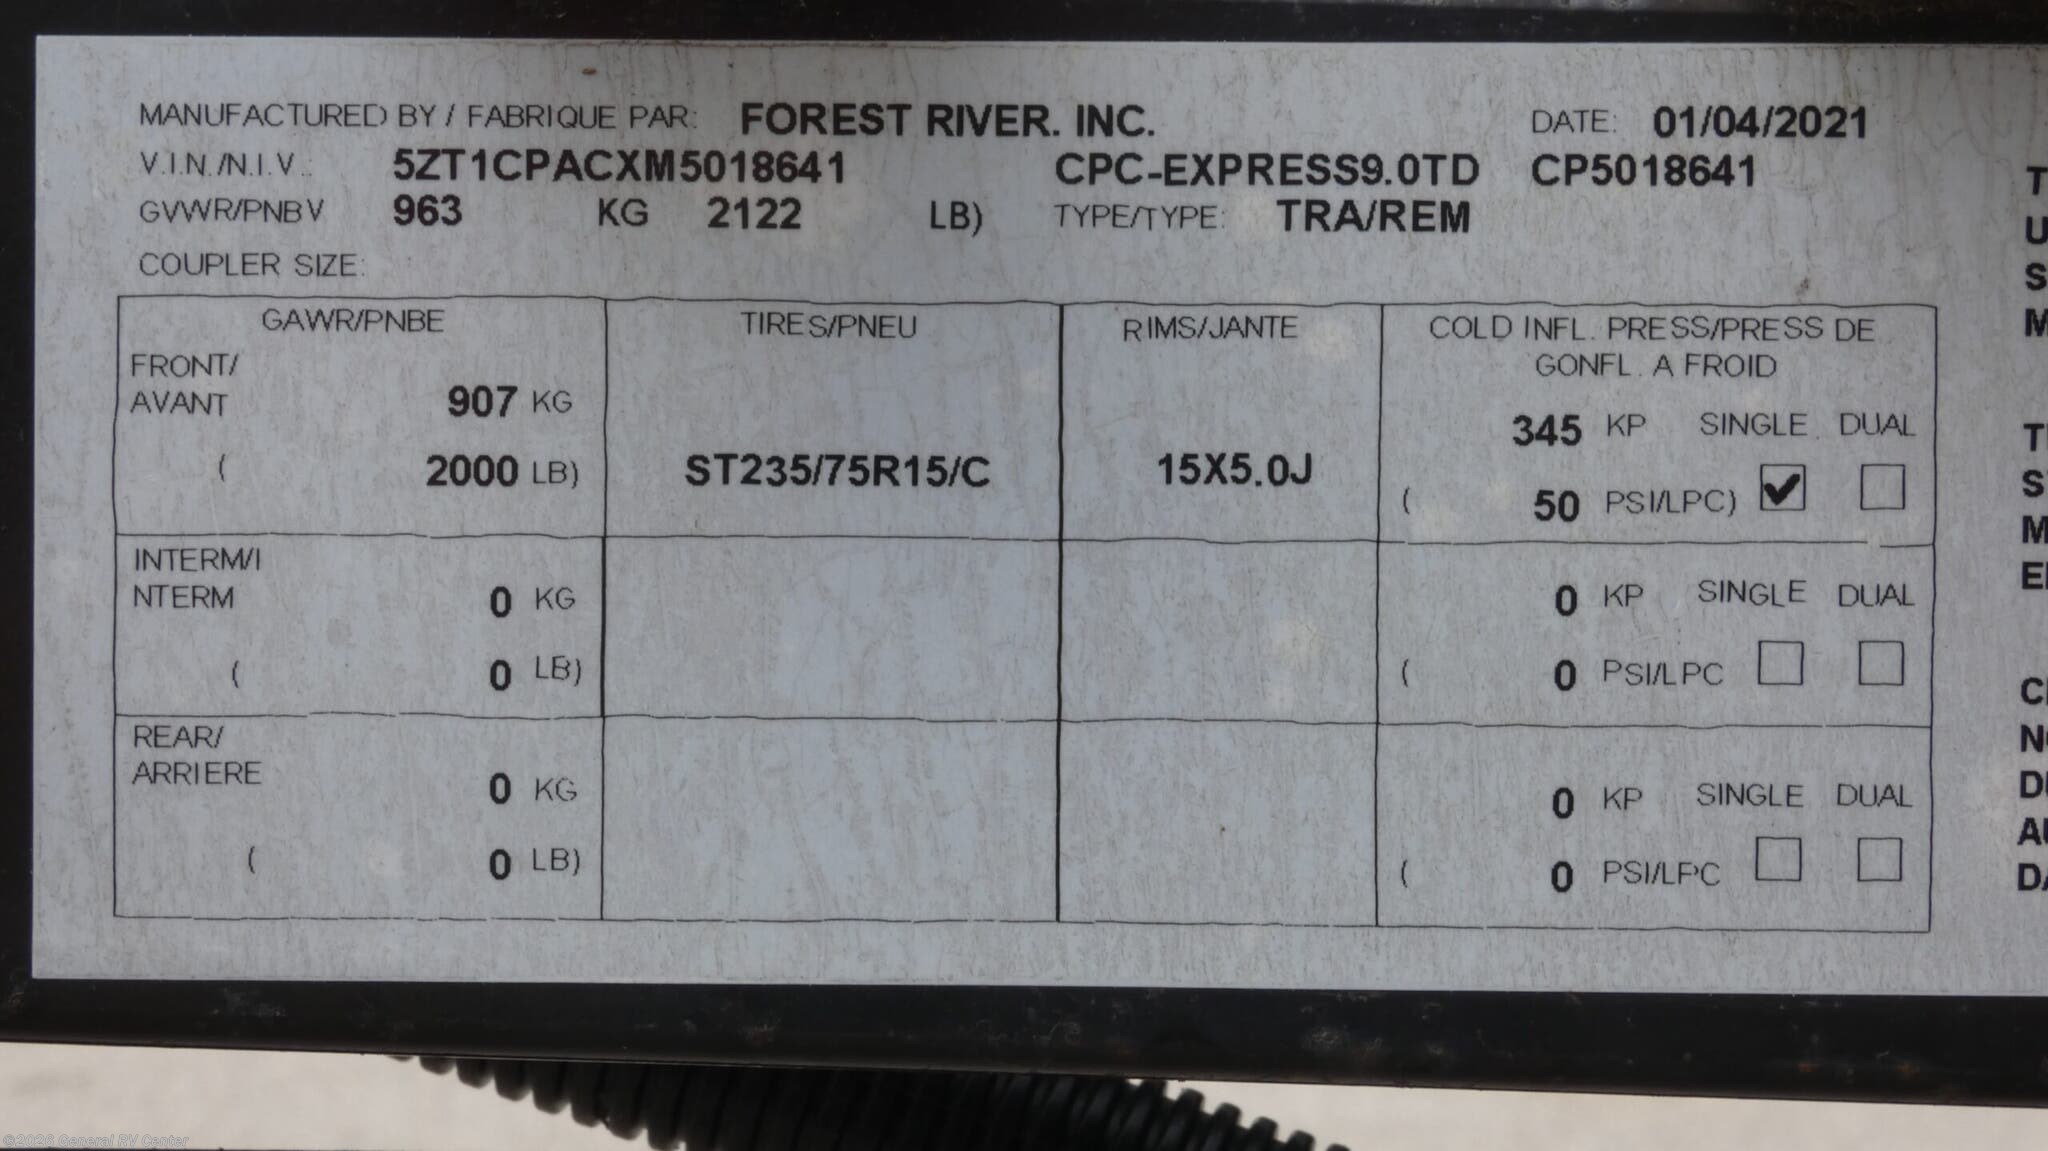 MANUFACTURED BY / FABRIQUE PAR: FOREST RIVER. INC. DATE: 01/04/2021
V.I.N./N.I.V.: 5ZT1CPACXM5018641 CPC-EXPRESS9.0TD CP5018641
GVWR/PNBV 963 KG 2122 LB) TYPE/TYPE: TRA/REM
COUPLER SIZE:
GAWR/PNBE TIRES/PNEU RIMS/JANTE COLD INFL. PRESS/PRESS DE
GONFL. A FROID
FRONT/
AVANT 907 KG 345 KP SINGLE DUAL
( 2000 LB) ST235/75R15/C 15X5.0J ( 50 PSI/LPC)
INTERM/I
NTERM 0 KG 0 KP SINGLE DUAL
( 0 LB) ( 0 PSI/LPC
REAR/
ARRIERE 0 KG 0 KP SINGLE DUAL
( 0 LB) ( 0 PSI/LPC
©2026 General RV Center